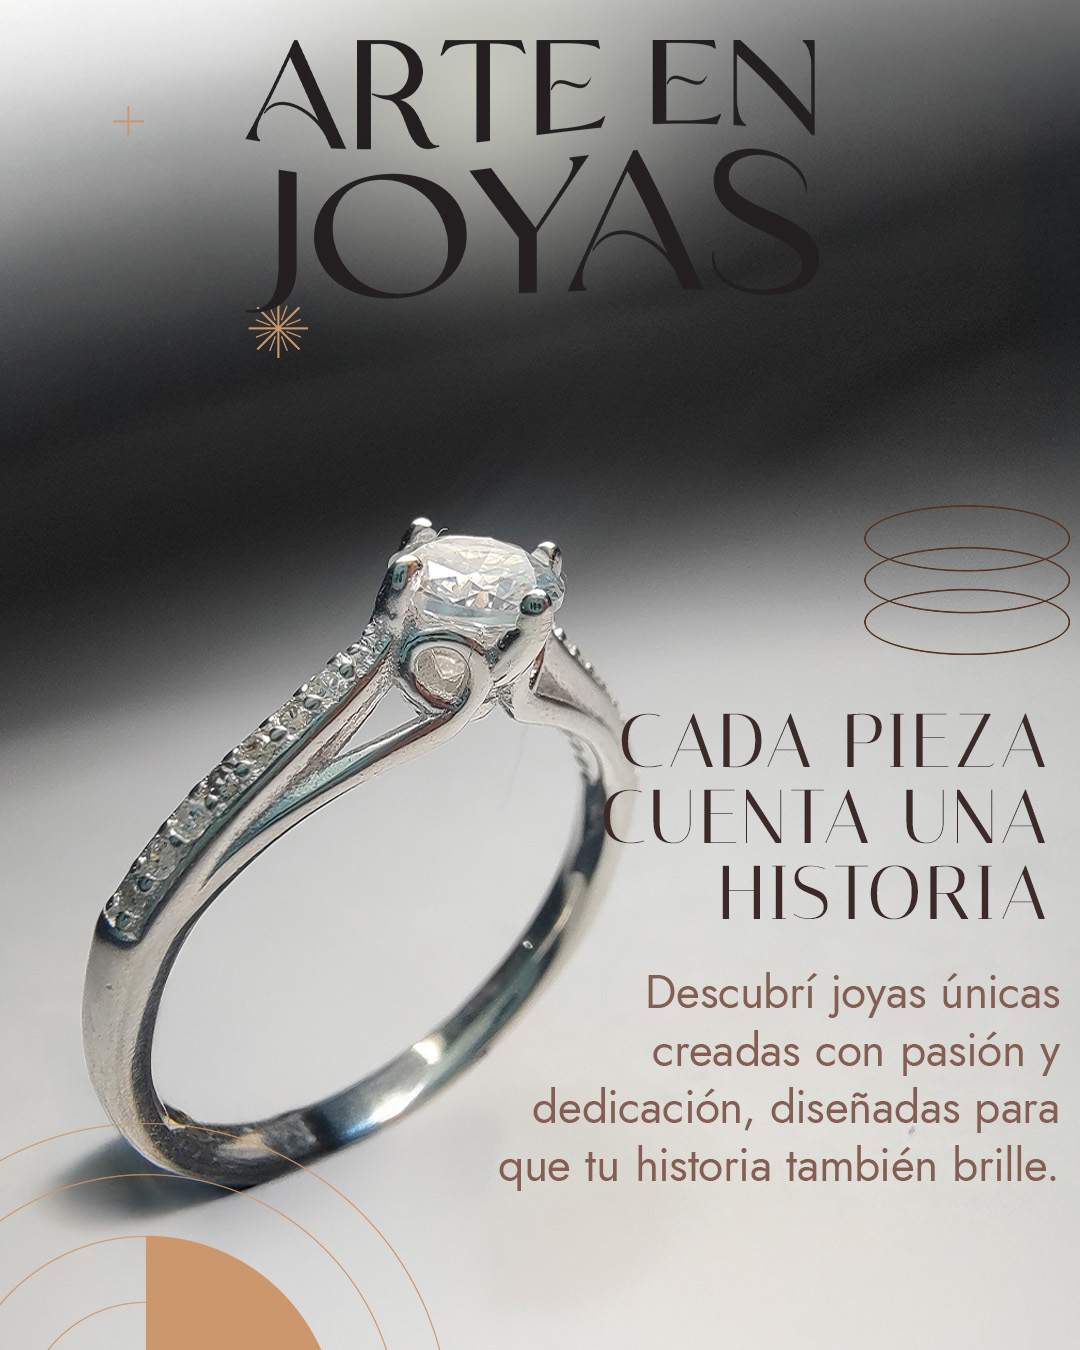 ARTE EN
JOYAS
CADA PIEZA
CUENTA UNA
HISTORIA
Descubrí joyas únicas
creadas con pasión y
dedicación, diseñadas para
que tu historia también brille.